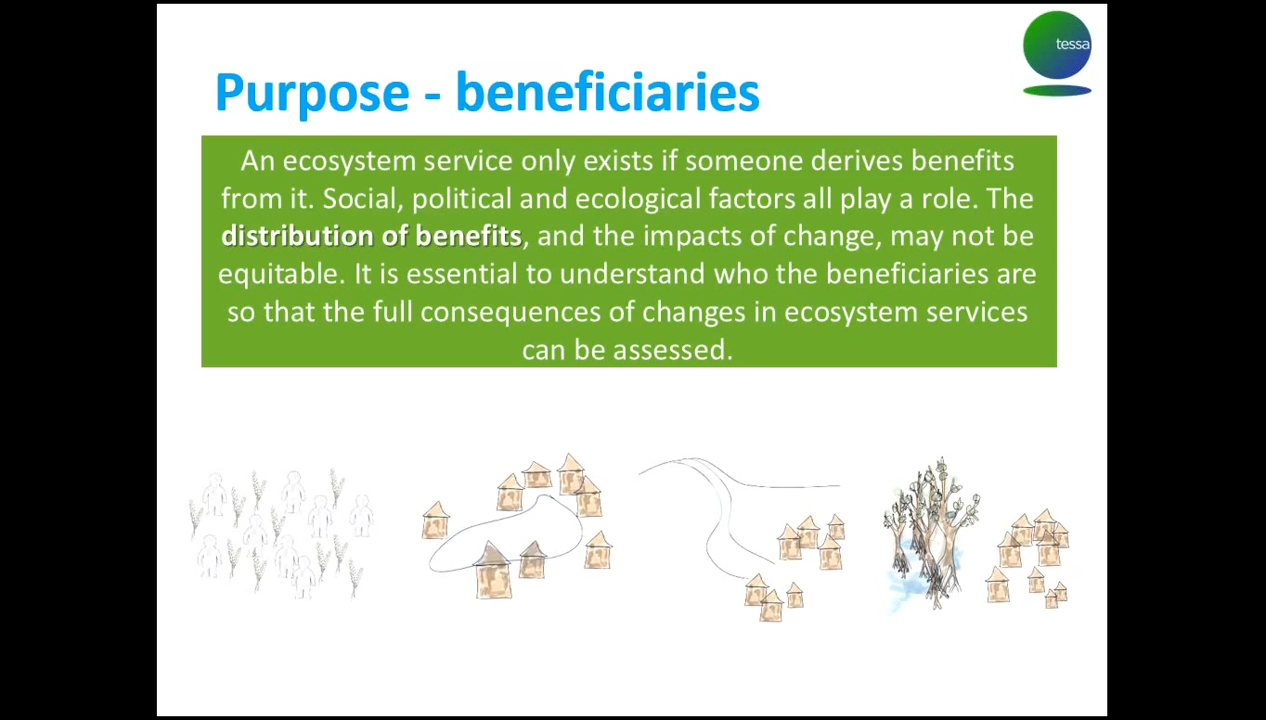 tessa
Purpose - beneficiaries
An ecosystem service only exists if someone derives benefits
from it. Social, political and ecological factors all play a role. The
distribution of benefits, and the impacts of change, may not be
equitable. It is essential to understand who the beneficiaries are
so that the full consequences of changes in ecosystem services
can be assessed.